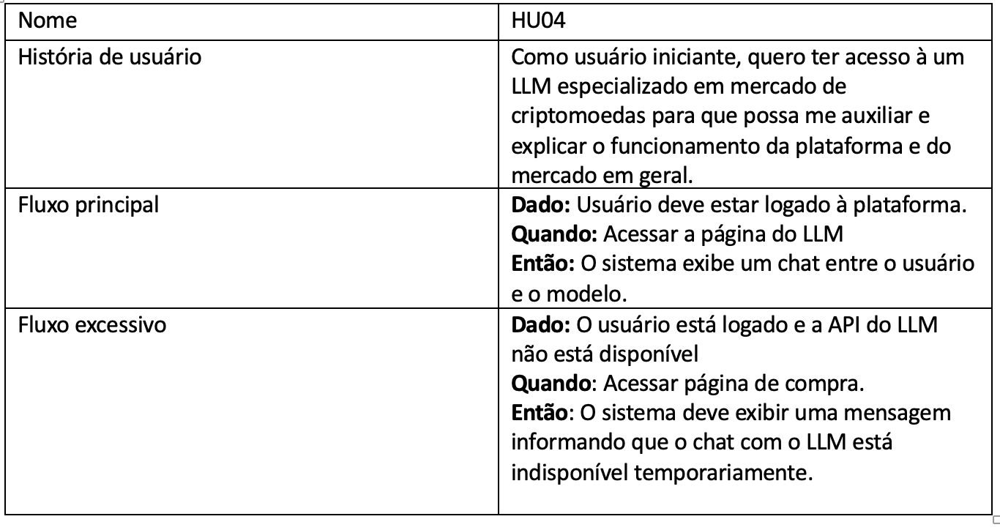 Nome
HU04
História de usuário
Como usuário iniciante, quero ter acesso à um
LLM especializado em mercado de
criptomoedas para que possa me auxiliar e
explicar o funcionamento da plataforma e do
mercado em geral.
Fluxo principal
Dado: Usuário deve estar logado à plataforma.
Quando: Acessar a página do LLM
Então: O sistema exibe um chat entre o usuário
e o modelo.
Fluxo excessivo
Dado: O usuário está logado e a API do LLM
não está disponível
Quando: Acessar página de compra.
Então: O sistema deve exibir uma mensagem
informando que o chat com o LLM está
indisponível temporariamente.